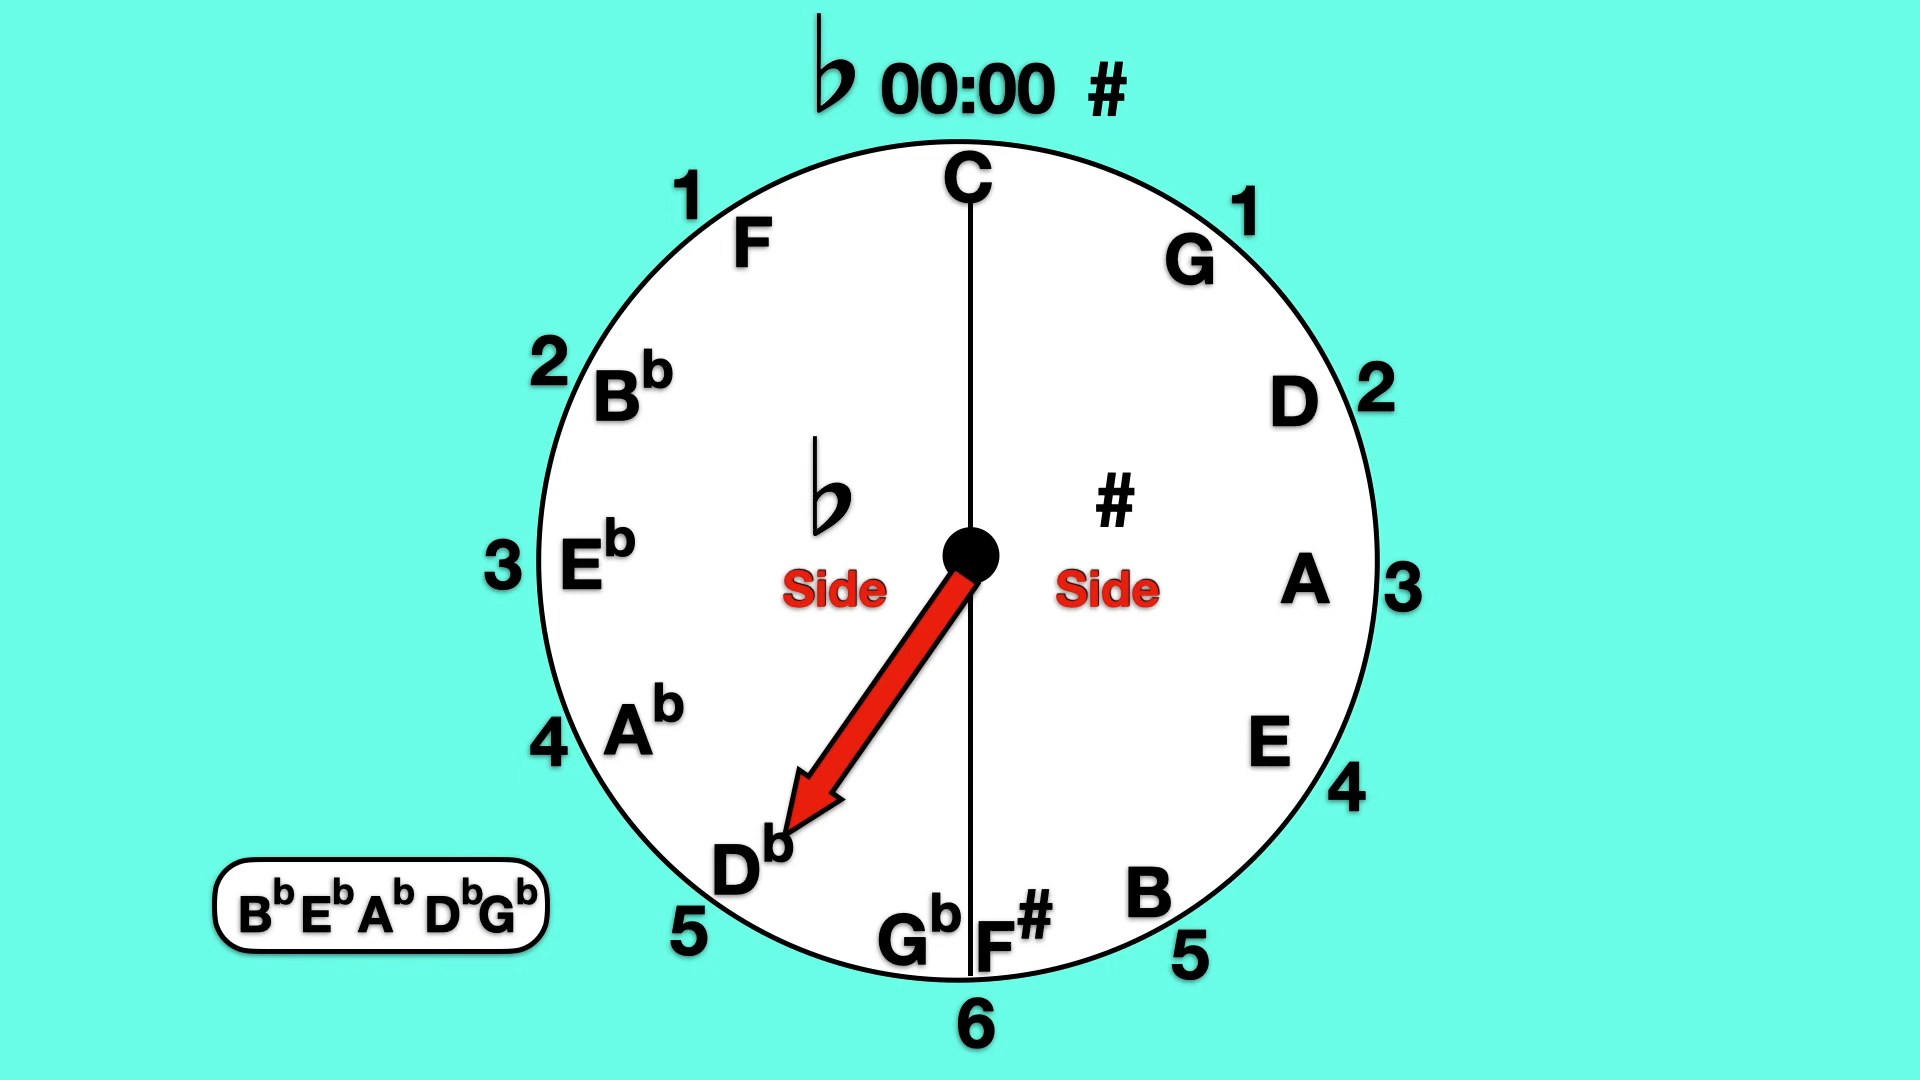 ♭ 00:00 #
C
1 F
G 1
2 B♭
D 2
♭ #
Side Side
3 E♭
A 3
4 A♭
E 4
D♭
5
B
5
G♭ F#
6
B♭ E♭ A♭ D♭ G♭